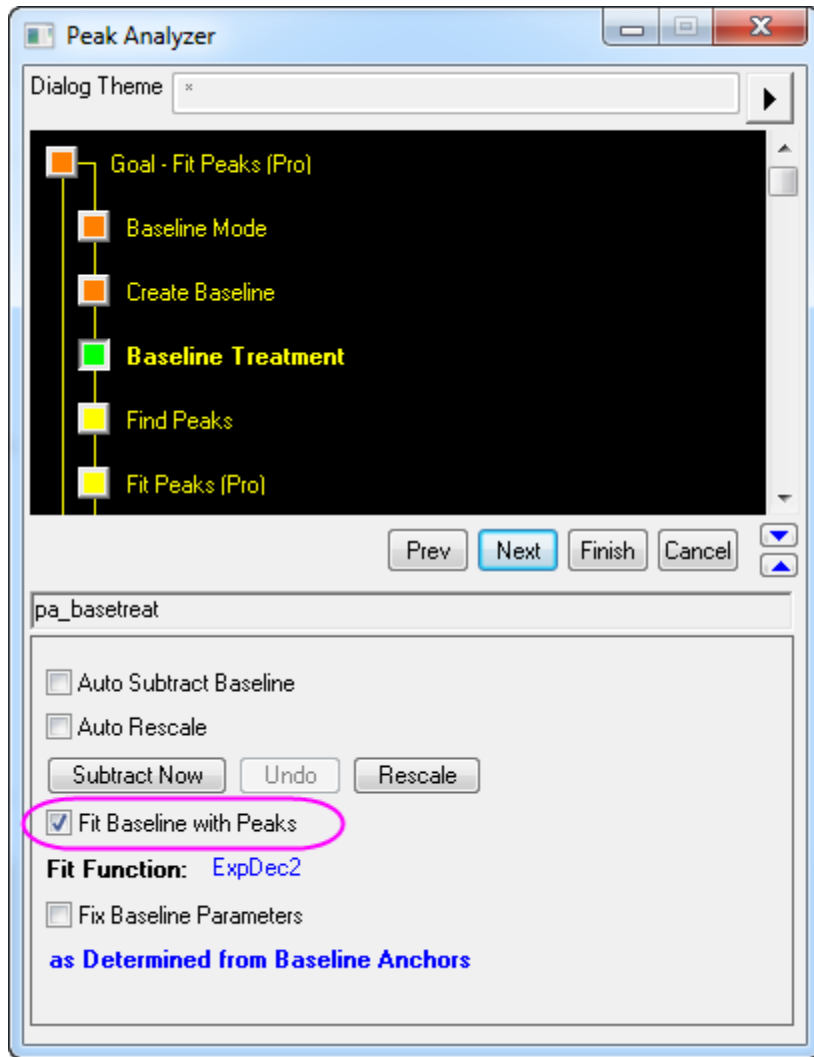 Peak Analyzer
Dialog Theme *
Goal - Fit Peaks (Pro)
Baseline Mode
Create Baseline
Baseline Treatment
Find Peaks
Fit Peaks (Pro)
Prev Next Finish Cancel
pa_basetreat
Auto Subtract Baseline
Auto Rescale
Subtract Now Undo Rescale
Fit Baseline with Peaks
Fit Function: ExpDec2
Fix Baseline Parameters
as Determined from Baseline Anchors